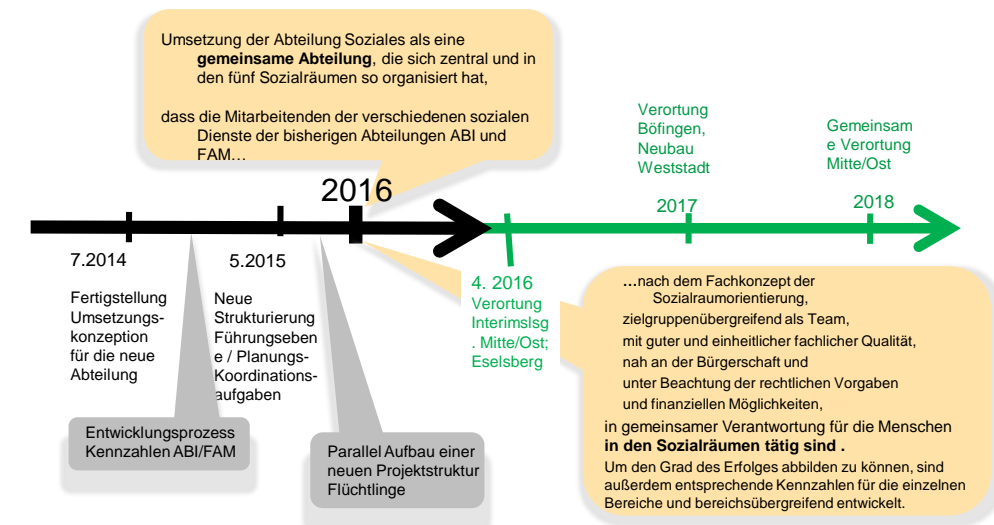 Umsetzung der Abteilung Soziales als eine
gemeinsame Abteilung, die sich zentral und in
den fünf Sozialräumen so organisiert hat,
dass die Mitarbeitenden der verschiedenen sozialen
Dienste der bisherigen Abteilungen ABI und
FAM…
2016
7.2014
Fertigstellung
Umsetzungs-
konzeption
für die neue
Abteilung
5.2015
Neue
Strukturierung
Führungseben
e / Planungs-
Koordinations-
aufgaben
Entwicklungsprozess
Kennzahlen ABI/FAM
Parallel Aufbau einer
neuen Projektstruktur
Flüchtlinge
4. 2016
Verortung
Interimslsg
. Mitte/Ost;
Eselsberg
Verortung
Böfingen,
Neubau
Weststadt
2017
Gemeinsam
e Verortung
Mitte/Ost
2018
…nach dem Fachkonzept der
Sozialraumorientierung,
zielgruppenübergreifend als Team,
mit guter und einheitlicher fachlicher Qualität,
nah an der Bürgerschaft und
unter Beachtung der rechtlichen Vorgaben
und finanziellen Möglichkeiten,
in gemeinsamer Verantwortung für die Menschen
in den Sozialräumen tätig sind .
Um den Grad des Erfolges abbilden zu können, sind
außerdem entsprechende Kennzahlen für die einzelnen
Bereiche und bereichsübergreifend entwickelt.